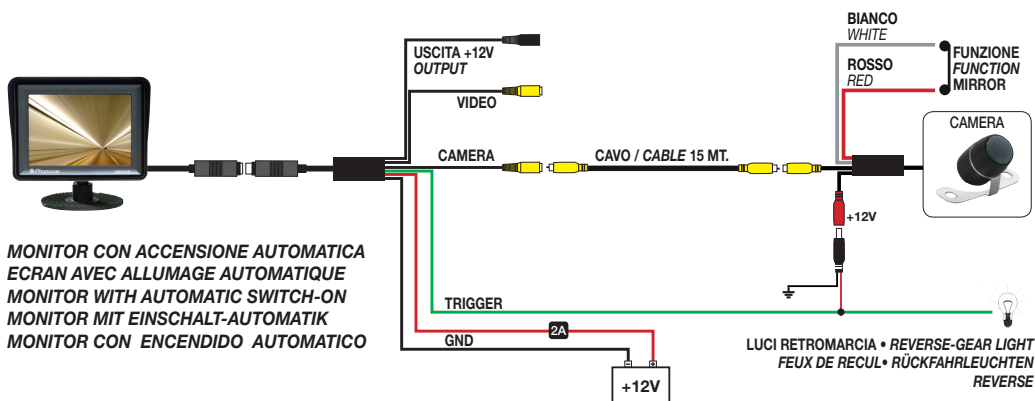 USCITA +12V
OUTPUT
VIDEO
CAMERA
CAVO / CABLE 15 MT.
BIANCO
WHITE
ROSSO
RED
FUNZIONE
FUNCTION
MIRROR
CAMERA
+12V
Phonocar
MONITOR CON ACCENSIONE AUTOMATICA
ECRAN AVEC ALLUMAGE AUTOMATIQUE
MONITOR WITH AUTOMATIC SWITCH-ON
MONITOR MIT EINSCHALT-AUTOMATIK
MONITOR CON ENCENDIDO AUTOMATICO
TRIGGER
2A
GND
- +
+12V
LUCI RETROMARCIA • REVERSE-GEAR LIGHT
FEUX DE RECUL• RÜCKFAHRLEUCHTEN
REVERSE